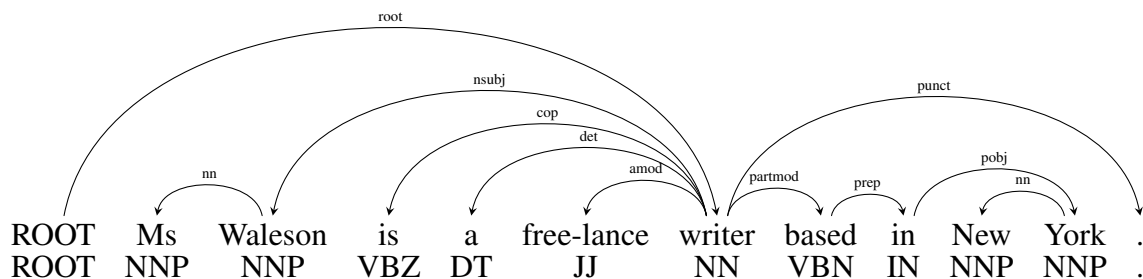 root
nsubj
punct
cop
det
pobj
amod
nn
partmod
prep
nn
ROOT Ms Waleson is a free-lance writer based in New York .
ROOT NNP NNP VBZ DT JJ NN VBN IN NNP NNP .